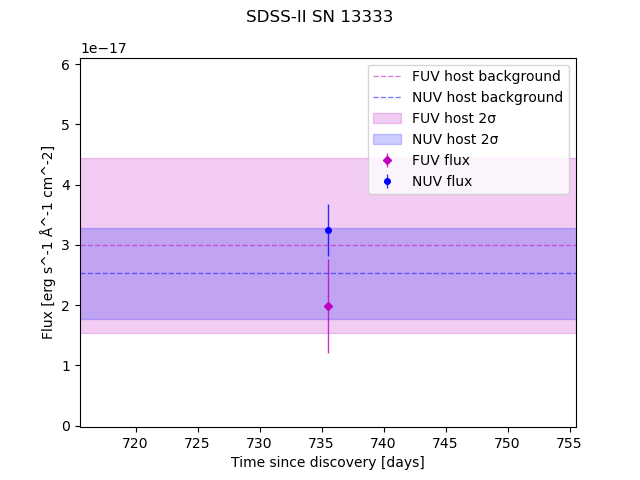 SDSS-II SN 13333
1e−17
FUV host background
NUV host background
FUV host 2σ
NUV host 2σ
FUV flux
NUV flux
6
5
4
3
2
1
0
Flux [erg s^-1 Å^-1 cm^-2]
720 725 730 735 740 745 750 755
Time since discovery [days]